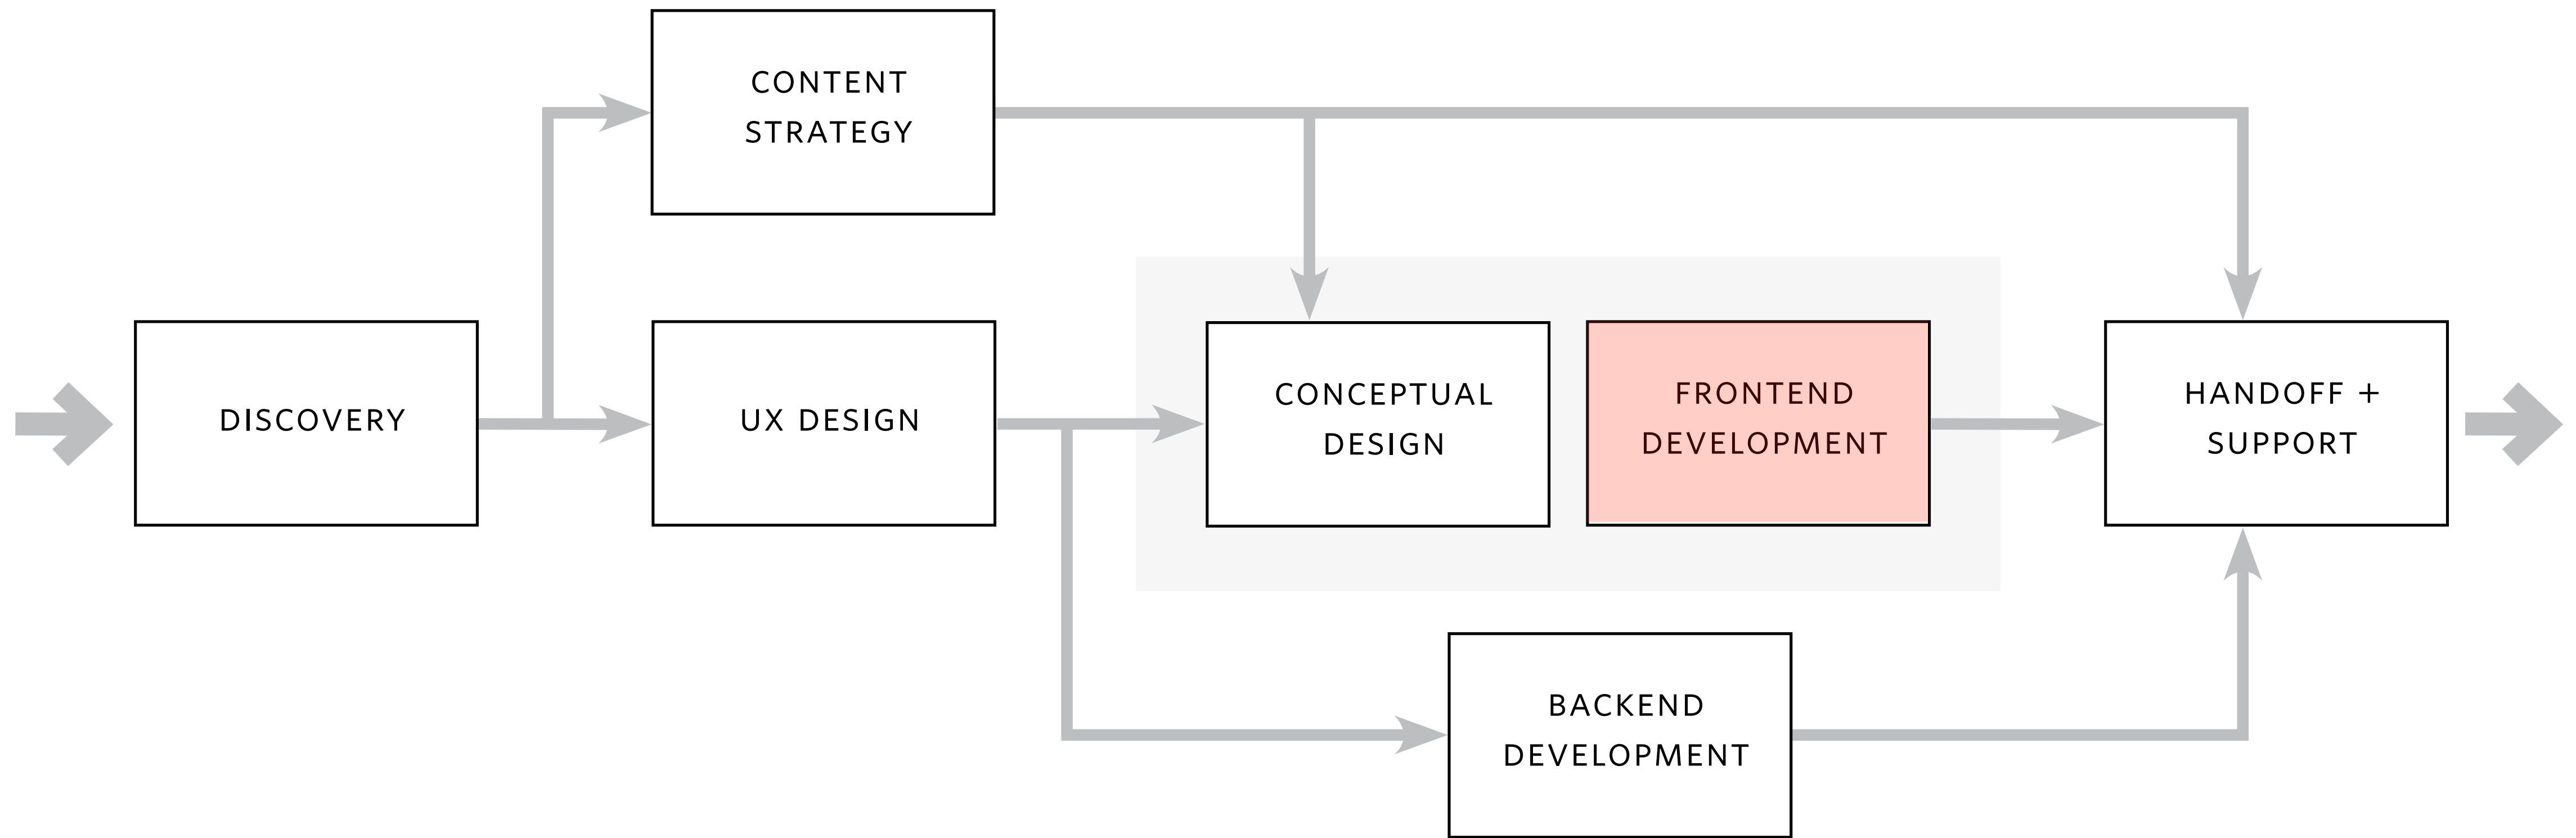 CONTENT
STRATEGY
DISCOVERY
UX DESIGN
CONCEPTUAL
DESIGN
FRONTEND
DEVELOPMENT
HANDOFF +
SUPPORT
BACKEND
DEVELOPMENT